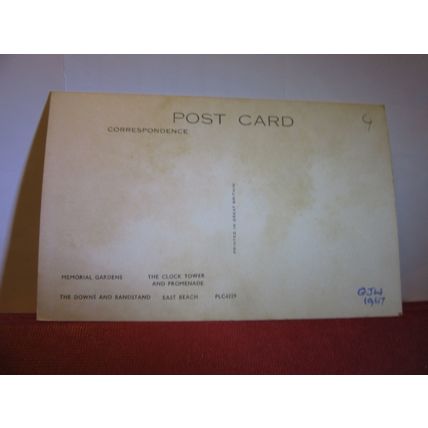 POST CARD
CORRESPONDENCE
PRINTED IN GREAT BRITAIN
MEMORIAL GARDENS THE CLOCK TOWER
AND PROMENADE
THE DOWNS AND BANDSTAND EAST BEACH PLC4229